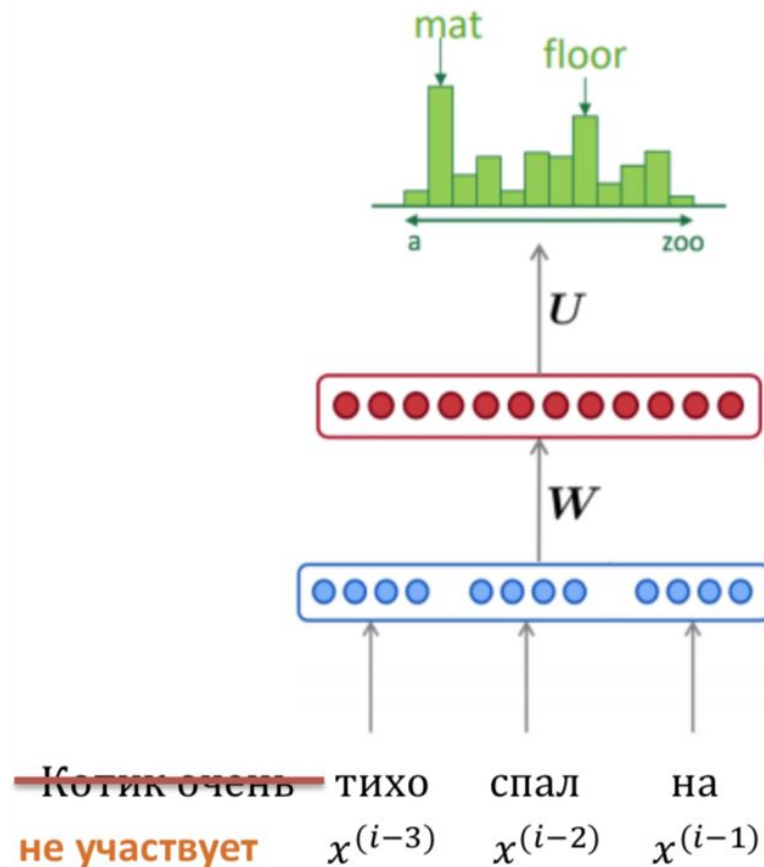 mat
floor
a zoo
U
W
Котик очень тихо спал на
не участвует x^(i−3) x^(i−2) x^(i−1)